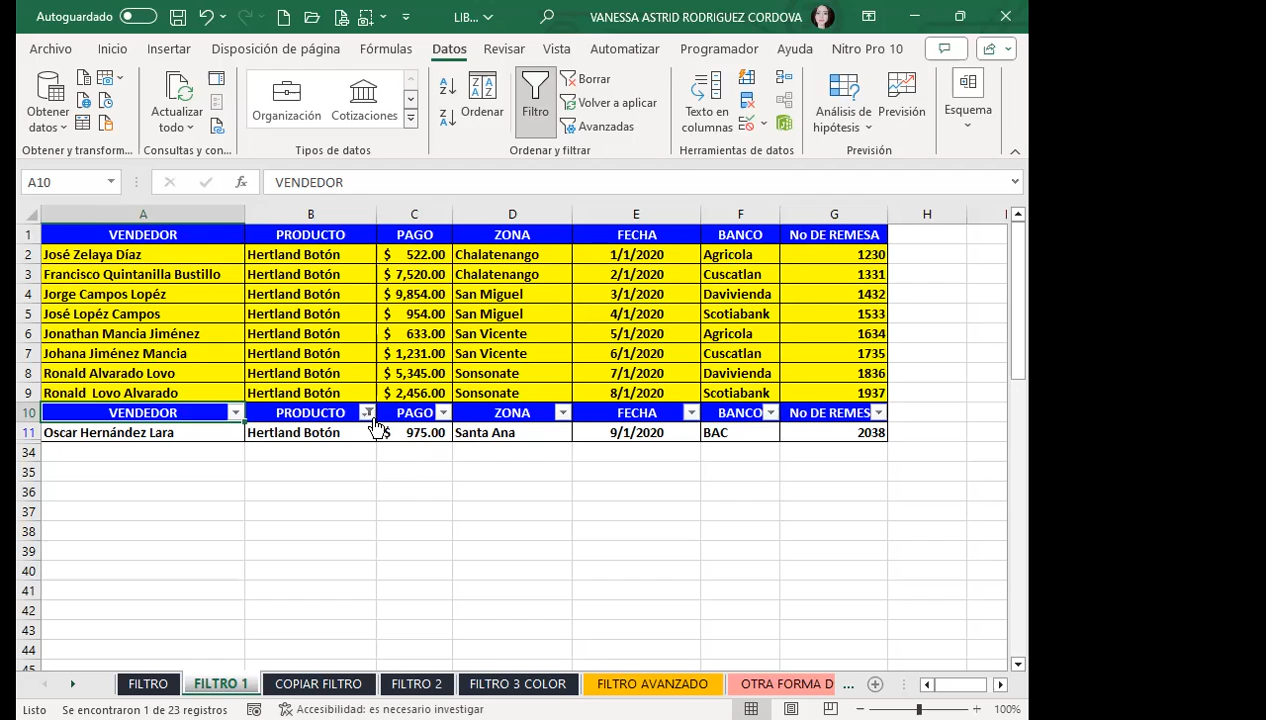 Autoguardado LIB... VANESSA ASTRID RODRIGUEZ CORDOVA
Archivo Inicio Insertar Disposición de página Fórmulas Datos Revisar Vista Automatizar Programador Ayuda Nitro Pro 10
Obtener datos
Obtener y transform...
Actualizar todo
Consultas y con...
Organización Cotizaciones
Tipos de datos
Ordenar
Filtro
Borrar
Volver a aplicar
Avanzadas
Ordenar y filtrar
Texto en columnas
Herramientas de datos
Análisis de hipótesis
Previsión
Previsión
Esquema
A10 fx VENDEDOR
A B C D E F G H I
1 VENDEDOR PRODUCTO PAGO ZONA FECHA BANCO No DE REMESA
2 José Zelaya Díaz Hertland Botón $ 522.00 Chalatenango 1/1/2020 Agricola 1230
3 Francisco Quintanilla Bustillo Hertland Botón $ 7,520.00 Chalatenango 2/1/2020 Cuscatlan 1331
4 Jorge Campos Lopéz Hertland Botón $ 9,854.00 San Miguel 3/1/2020 Davivienda 1432
5 José Lopéz Campos Hertland Botón $ 954.00 San Miguel 4/1/2020 Scotiabank 1533
6 Jonathan Mancia Jiménez Hertland Botón $ 633.00 San Vicente 5/1/2020 Agricola 1634
7 Johana Jiménez Mancia Hertland Botón $ 1,231.00 San Vicente 6/1/2020 Cuscatlan 1735
8 Ronald Alvarado Lovo Hertland Botón $ 5,345.00 Sonsonate 7/1/2020 Davivienda 1836
9 Ronald Lovo Alvarado Hertland Botón $ 2,456.00 Sonsonate 8/1/2020 Scotiabank 1937
10 VENDEDOR PRODUCTO PAGO ZONA FECHA BANCO No DE REMES
11 Oscar Hernández Lara Hertland Botón $ 975.00 Santa Ana 9/1/2020 BAC 2038
34
35
36
37
38
39
40
41
42
43
44
45
FILTRO FILTRO 1 COPIAR FILTRO FILTRO 2 FILTRO 3 COLOR FILTRO AVANZADO OTRA FORMA D ...
Listo Se encontraron 1 de 23 registros Accesibilidad: es necesario investigar 100%